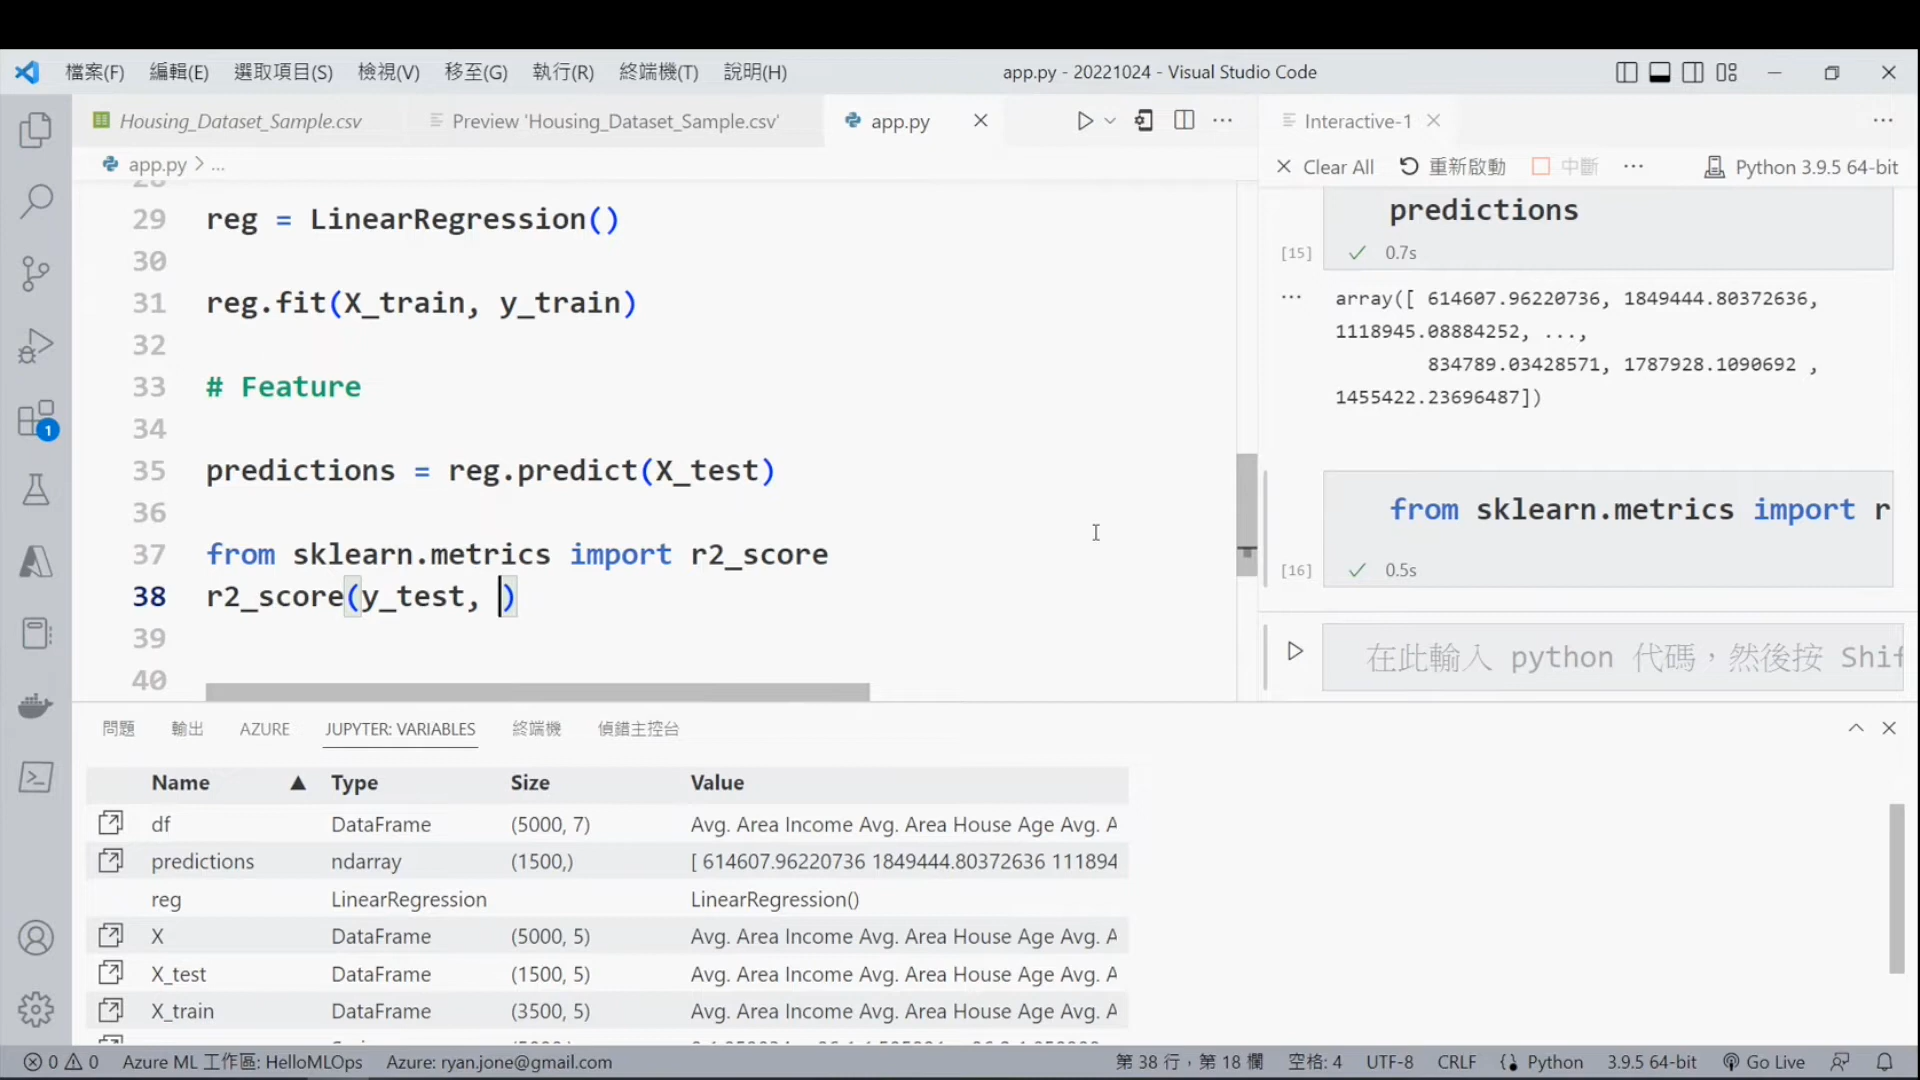 檔案(F) 編輯(E) 選取項目(S) 檢視(V) 移至(G) 執行(R) 終端機(T) 說明(H) app.py - 20221024 - Visual Studio Code
Housing_Dataset_Sample.csv Preview 'Housing_Dataset_Sample.csv' app.py Interactive-1
app.py > ...
Clear All 重新啟動 中斷 ... Python 3.9.5 64-bit
29 reg = LinearRegression()
30
31 reg.fit(X_train, y_train)
32
33 # Feature
34
35 predictions = reg.predict(X_test)
36
37 from sklearn.metrics import r2_score
38 r2_score(y_test, )
39
40
predictions
[15] 0.7s
... array([ 614607.96220736, 1849444.80372636,
1118945.08884252, ...,
834789.03428571, 1787928.1090692 ,
1455422.23696487])
from sklearn.metrics import r
[16] 0.5s
在此輸入 python 代碼，然後按 Shif
問題 輸出 AZURE JUPYTER: VARIABLES 終端機 偵錯主控台
Name ▲ Type Size Value
df DataFrame (5000, 7) Avg. Area Income Avg. Area House Age Avg. A
predictions ndarray (1500,) [ 614607.96220736 1849444.80372636 111894
reg LinearRegression LinearRegression()
X DataFrame (5000, 5) Avg. Area Income Avg. Area House Age Avg. A
X_test DataFrame (1500, 5) Avg. Area Income Avg. Area House Age Avg. A
X_train DataFrame (3500, 5) Avg. Area Income Avg. Area House Age Avg. A
1
0 0 Azure ML 工作區: HelloMLOps Azure: ryan.jone@gmail.com 第 38 行，第 18 欄 空格: 4 UTF-8 CRLF Python 3.9.5 64-bit Go Live